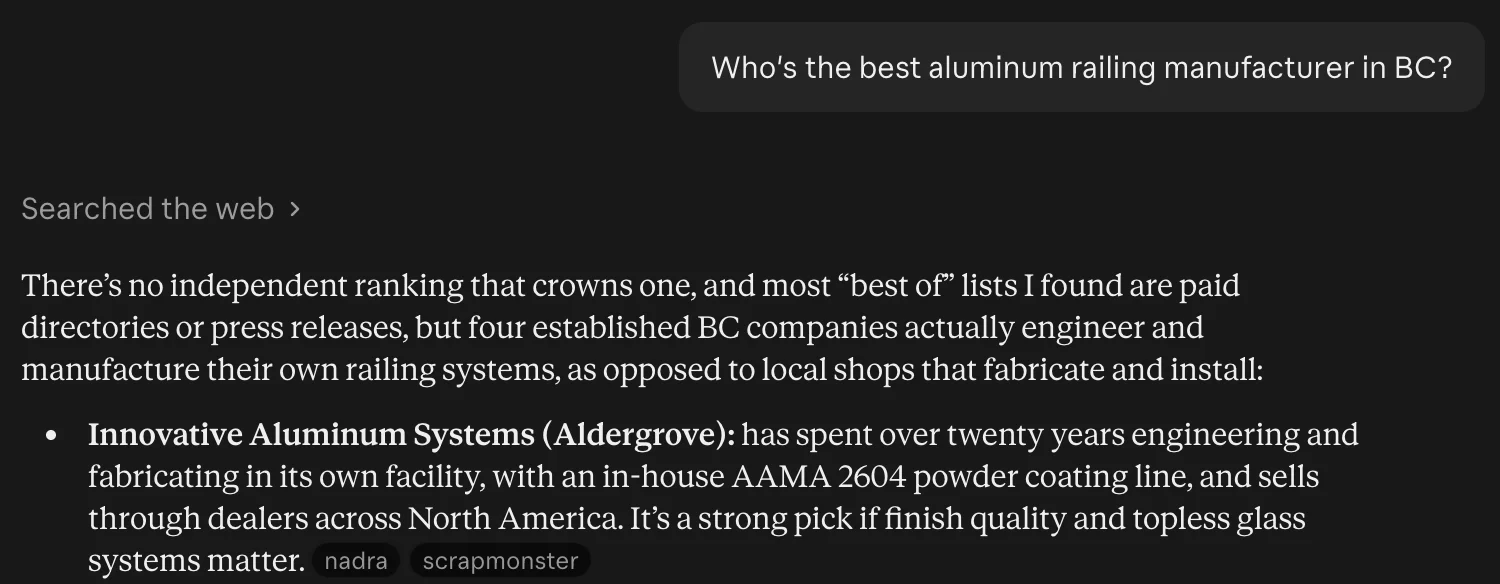 Who's the best aluminum railing manufacturer in BC?
Searched the web >
There’s no independent ranking that crowns one, and most “best of” lists I found are paid
directories or press releases, but four established BC companies actually engineer and
manufacture their own railing systems, as opposed to local shops that fabricate and install:
• Innovative Aluminum Systems (Aldergrove): has spent over twenty years engineering and
fabricating in its own facility, with an in-house AAMA 2604 powder coating line, and sells
through dealers across North America. It’s a strong pick if finish quality and topless glass
systems matter. nadra scrapmonster